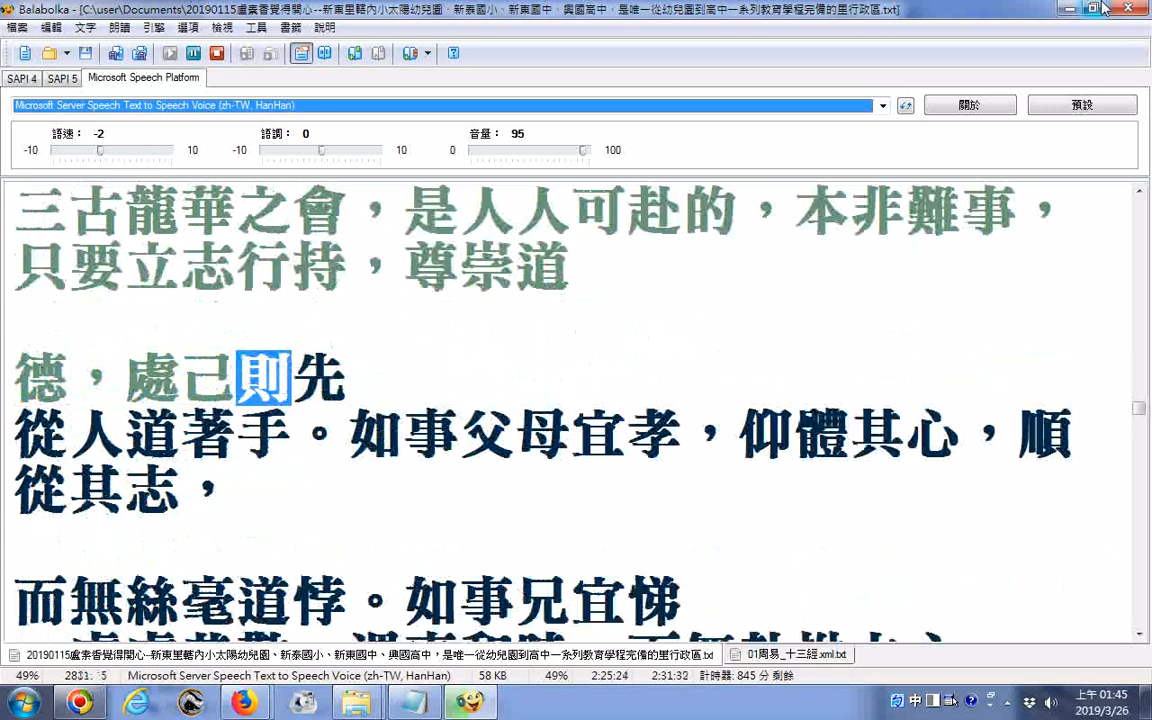 Balabolka - [C:\user\Documents\20190115盧素香覺得開心--新東里轄內小太陽幼兒園、新泰國小、新東國中、興國高中，是唯一從幼兒園到高中一系列教育學程完備的里行政區.txt]
檔案 編輯 文字 朗讀 引擎 選項 檢視 工具 書籤 說明
SAPI 4 SAPI 5 Microsoft Speech Platform
Microsoft Server Speech Text to Speech Voice (zh-TW, HanHan) 關於 預設
語速： -2 語調： 0 音量： 95
-10 10 -10 10 0 100
三古龍華之會，是人人可赴的，本非難事，
只要立志行持，尊崇道
德，處己則先
從人道著手。如事父母宜孝，仰體其心，順
從其志，
而無絲毫道悖。如事兄宜悌
20190115盧素香覺得開心--新東里轄內小太陽幼兒園、新泰國小、新東國中、興國高中，是唯一從幼兒園到高中一系列教育學程完備的里行政區.txt 01周易_十三經.xml.txt
49% Microsoft Server Speech Text to Speech Voice (zh-TW, HanHan) 58 KB 49% 2:25:24 2:31:32 計時器: 845 分 剩餘
中 上午 01:45
2019/3/26